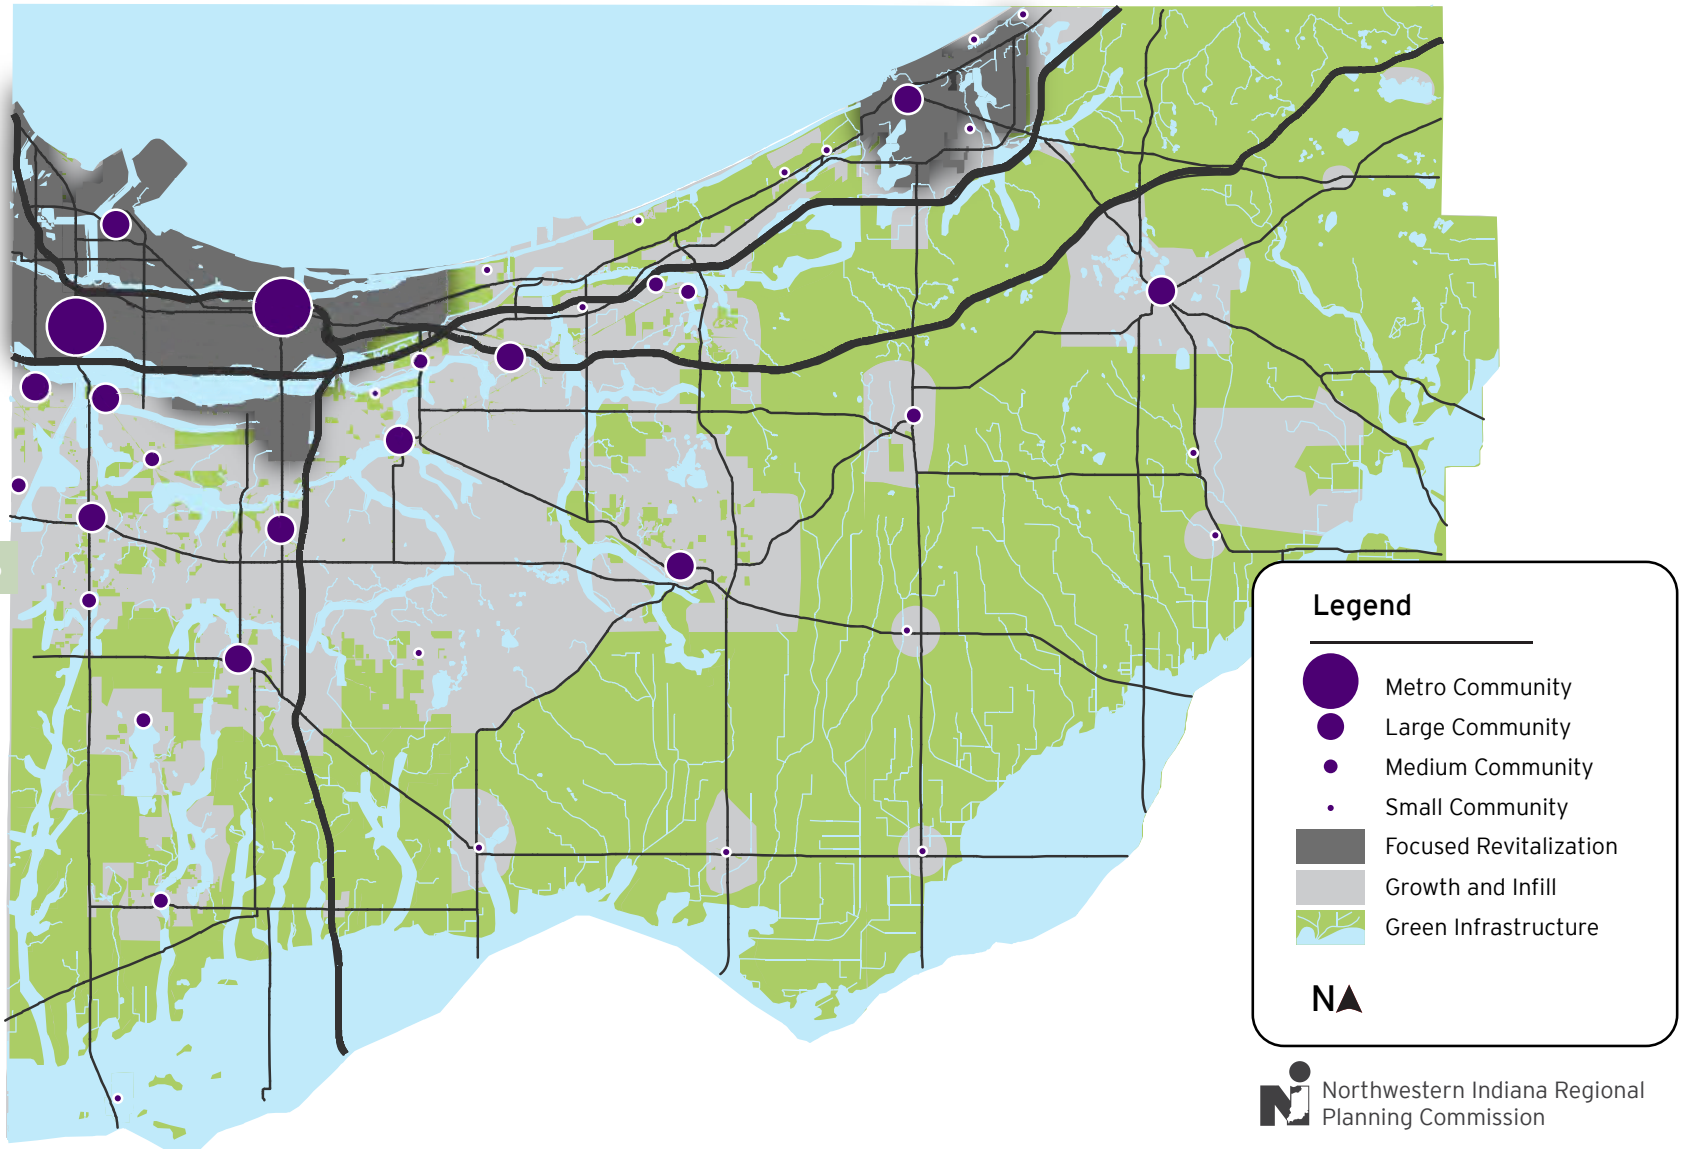 Legend
Metro Community
Large Community
Medium Community
Small Community
Focused Revitalization
Growth and Infill
Green Infrastructure
N
Northwestern Indiana Regional
Planning Commission